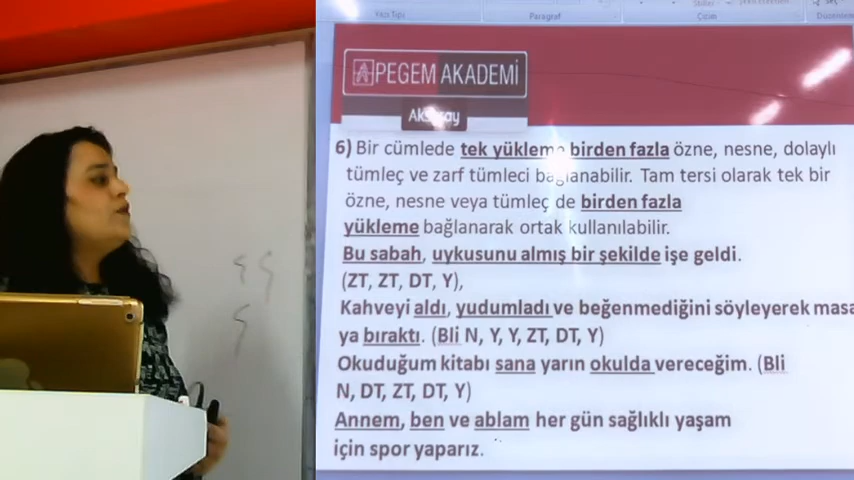 Yazı Tipi
Paragraf
Stiller
Çizim
PEGEM AKADEMİ
Aksaray
6) Bir cümlede tek yükleme birden fazla özne, nesne, dolaylı
tümleç ve zarf tümleci bağlanabilir. Tam tersi olarak tek bir
özne, nesne veya tümleç de birden fazla
yükleme bağlanarak ortak kullanılabilir.
Bu sabah, uykusunu almış bir şekilde işe geldi.
(ZT, ZT, DT, Y),
Kahveyi aldı, yudumladı ve beğenmediğini söyleyerek masa
ya bıraktı. (Bli N, Y, Y, ZT, DT, Y)
Okuduğum kitabı sana yarın okulda vereceğim. (Bli
N, DT, ZT, DT, Y)
Annem, ben ve ablam her gün sağlıklı yaşam
için spor yaparız.